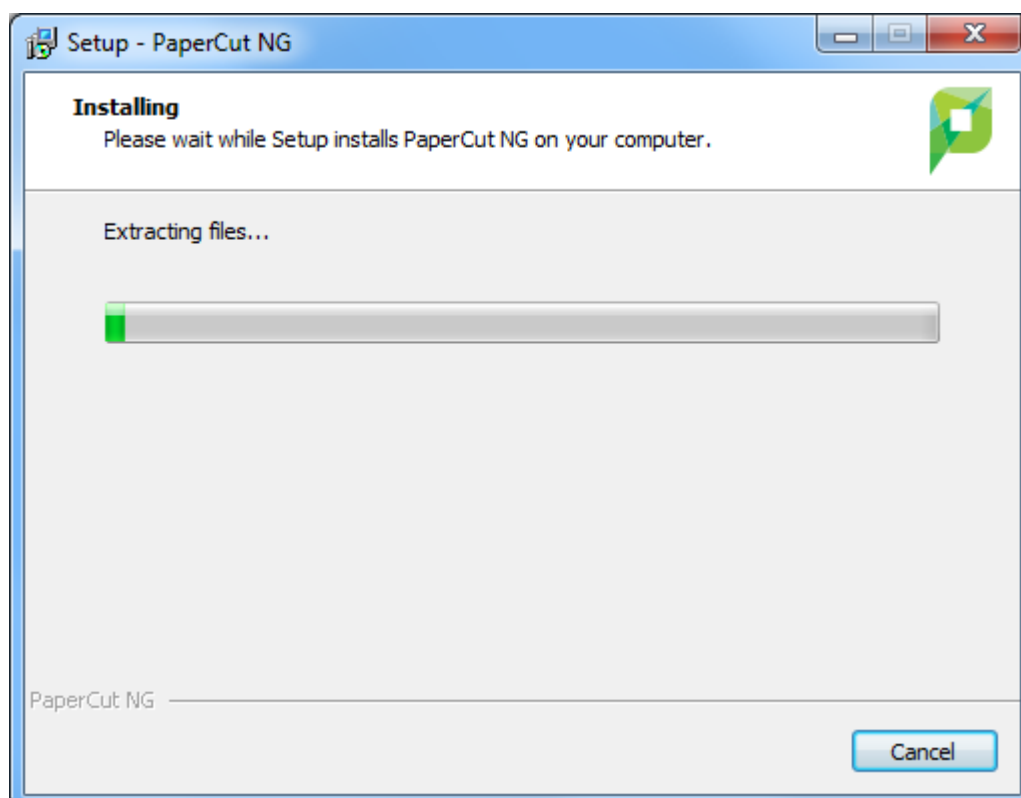 Setup - PaperCut NG
Installing
Please wait while Setup installs PaperCut NG on your computer.
Extracting files...
PaperCut NG
Cancel